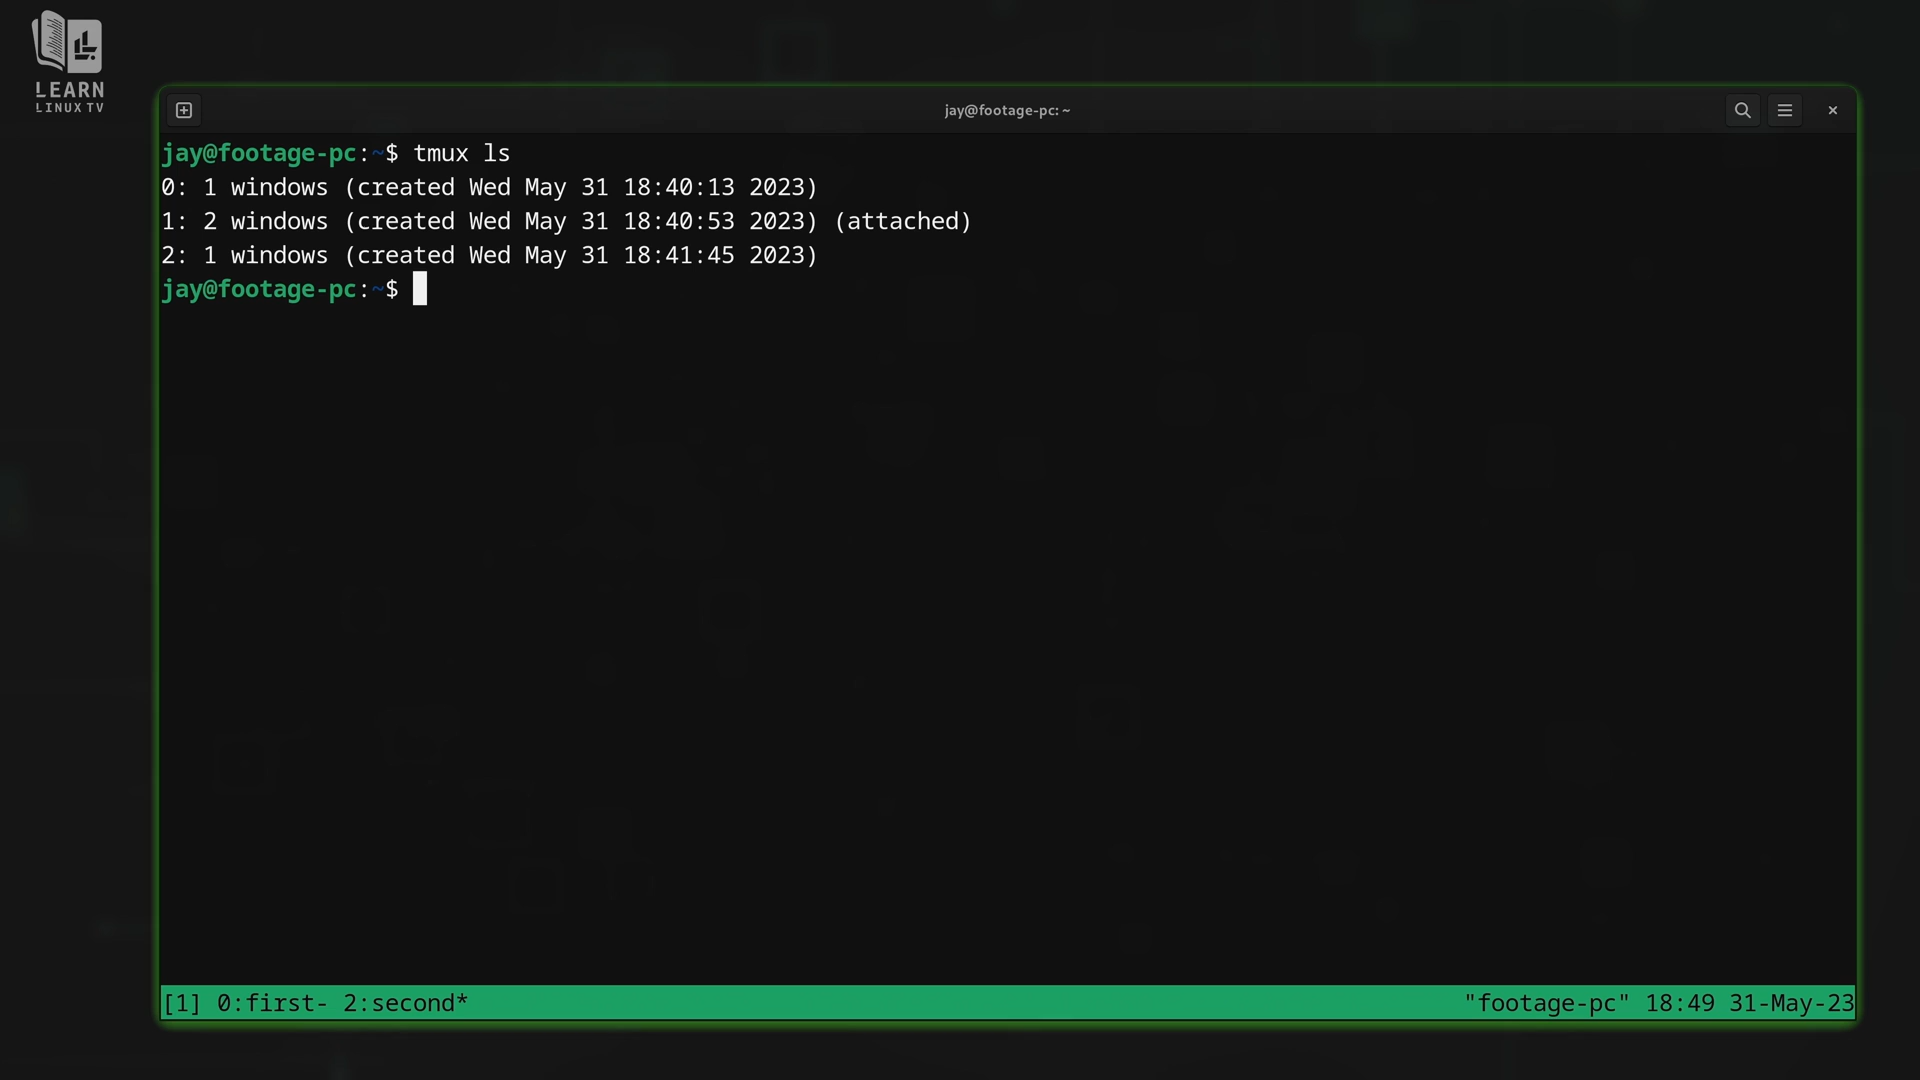 LEARN
LINUX TV
jay@footage-pc: ~
jay@footage-pc:~$ tmux ls
0: 1 windows (created Wed May 31 18:40:13 2023)
1: 2 windows (created Wed May 31 18:40:53 2023) (attached)
2: 1 windows (created Wed May 31 18:41:45 2023)
jay@footage-pc:~$
[1] 0:first- 2:second* "footage-pc" 18:49 31-May-23